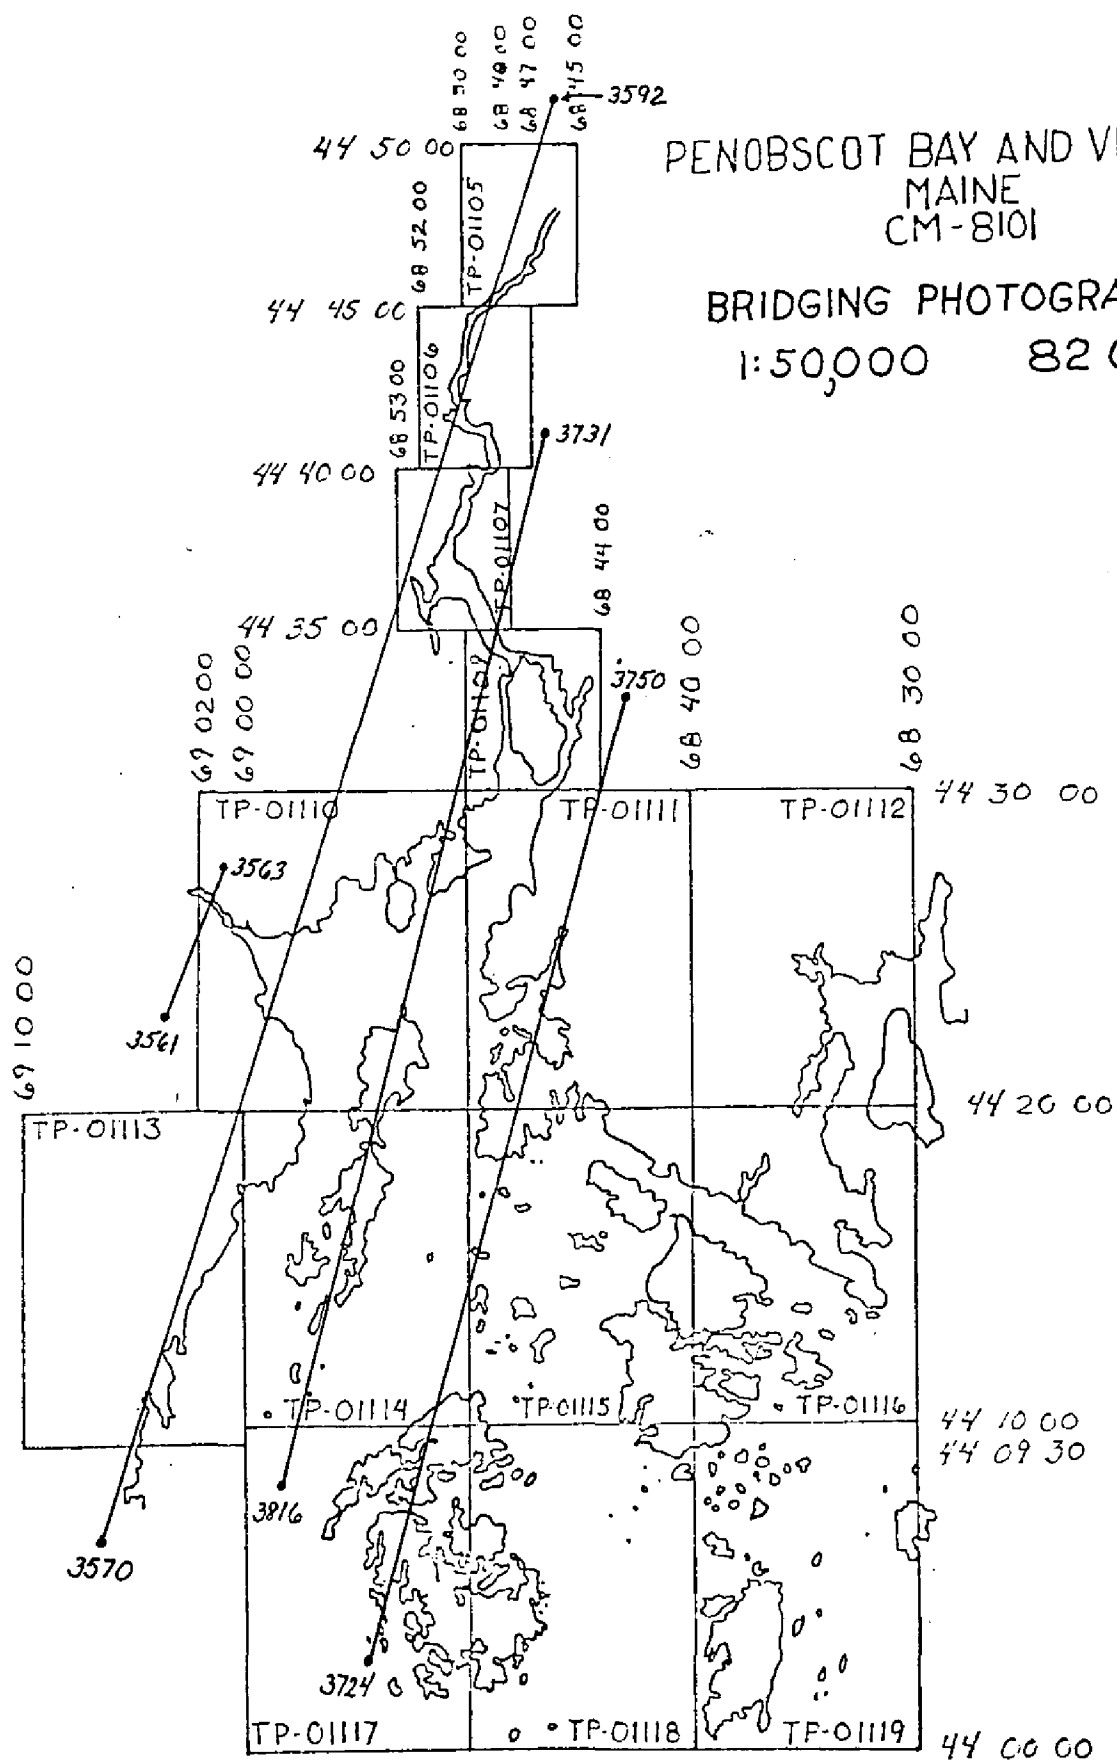 68 50 00
68 48 00
68 47 00
68 45 00
3592
44 50 00
PENOBSCOT BAY AND
MAINE
CM-8101
68 52 00
TP-01105
44 45 00
BRIDGING
1:50,000 82
68 53 00
TP-01106
3731
44 40 00
TP-01107
68 44 00
44 35 00
69 02 00
69 00 00
3750
68 40 00
68 30 00
44 30 00
TP-01110
TP-01111
TP-01112
3563
69 10 00
3561
44 20 00
TP-01113
TP-01114
TP-01115
TP-01116
44 10 00
44 09 30
3816
3570
3724
TP-01117
TP-01118
TP-01119
44 00 00